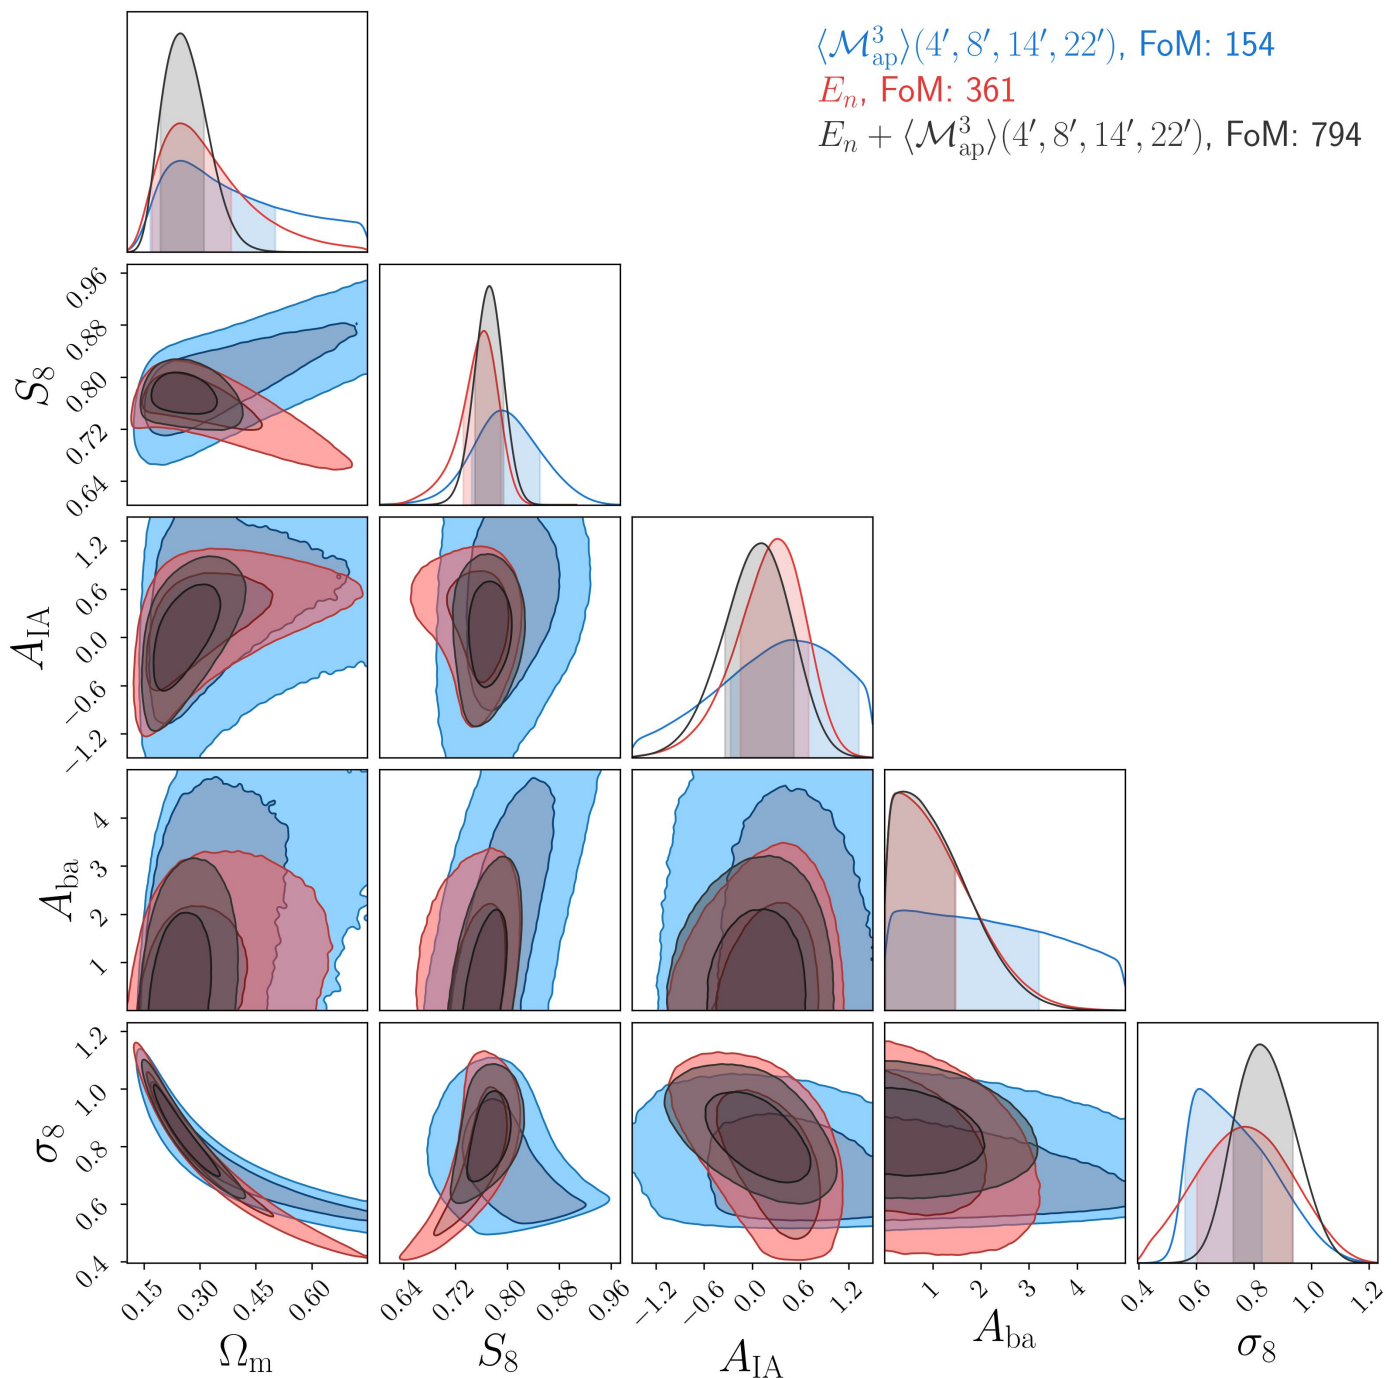 ⟨ℳ³ap⟩(4′, 8′, 14′, 22′), FoM: 154
Eₙ, FoM: 361
Eₙ + ⟨ℳ³ap⟩(4′, 8′, 14′, 22′), FoM: 794
S₈
0.96
0.88
0.80
0.72
0.64
A_IA
1.2
0.6
0.0
−0.6
−1.2
A_ba
4
3
2
1
σ₈
1.2
1.0
0.8
0.6
0.4
0.15 0.30 0.45 0.60
0.64 0.72 0.80 0.88 0.96
−1.2 −0.6 0.0 0.6 1.2
1 2 3 4
0.4 0.6 0.8 1.0 1.2
Ωm S₈ A_IA A_ba σ₈